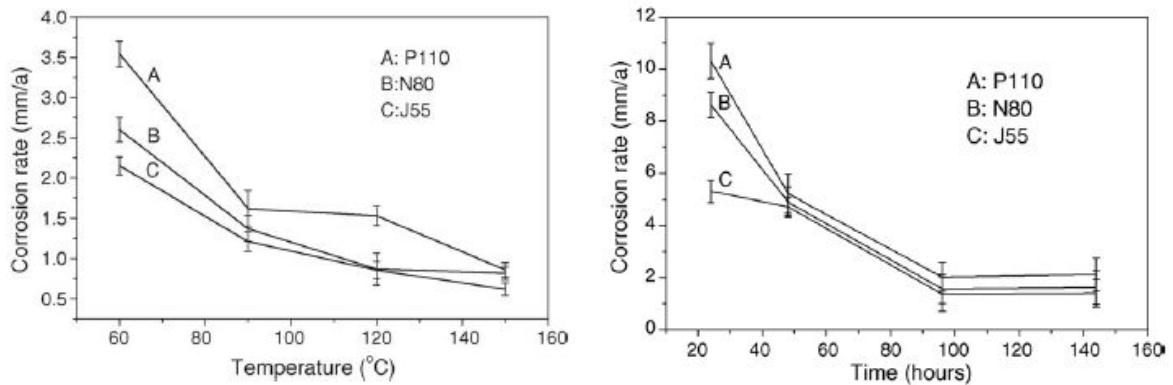 4.0
3.5
3.0
2.5
2.0
1.5
1.0
0.5
Corrosion rate (mm/a)
A
B
C
A: P110
B:N80
C:J55
60 80 100 120 140 160
Temperature (°C)
12
10
8
6
4
2
0
Corrosion rate (mm/a)
A
B
C
A: P110
B: N80
C: J55
20 40 60 80 100 120 140 160
Time (hours)